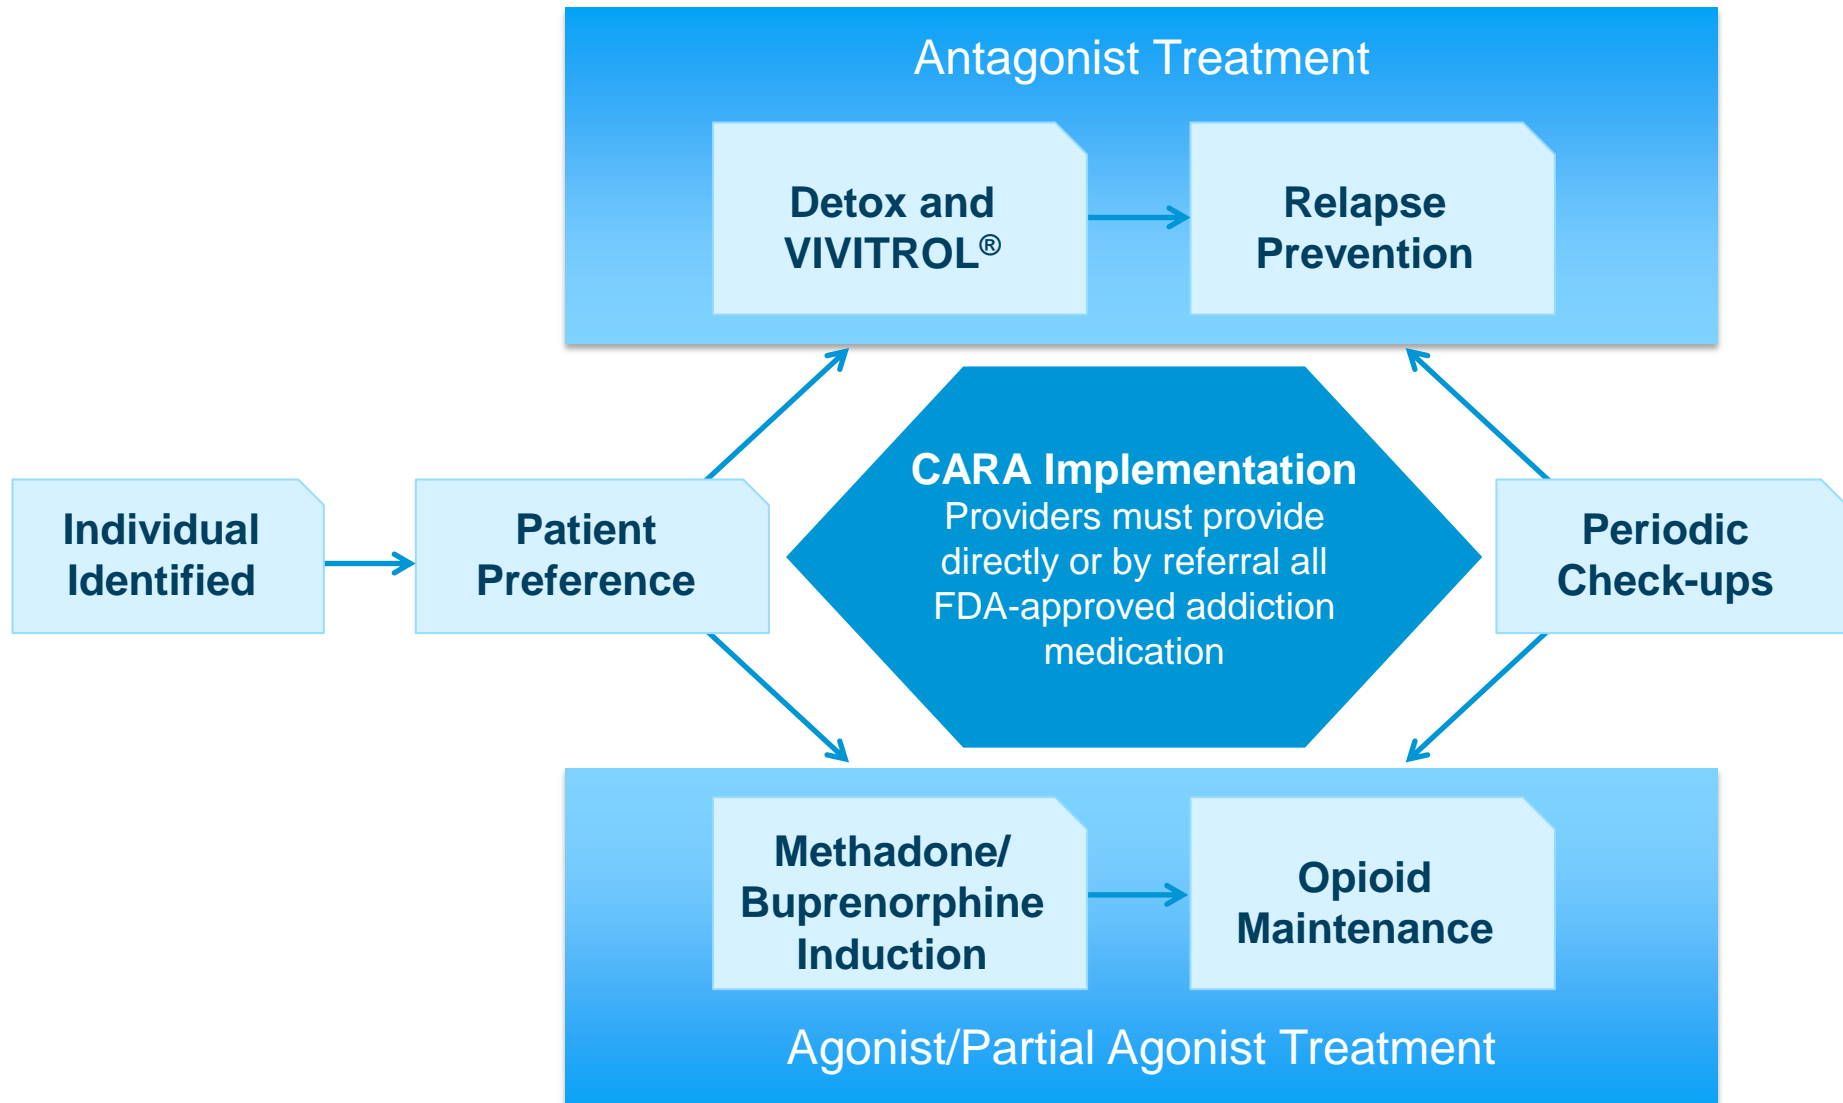 Antagonist Treatment
Detox and
VIVITROL®
Relapse
Prevention
Individual
Identified
Patient
Preference
CARA Implementation
Providers must provide
directly or by referral all
FDA-approved addiction
medication
Periodic
Check-ups
Methadone/
Buprenorphine
Induction
Opioid
Maintenance
Agonist/Partial Agonist Treatment